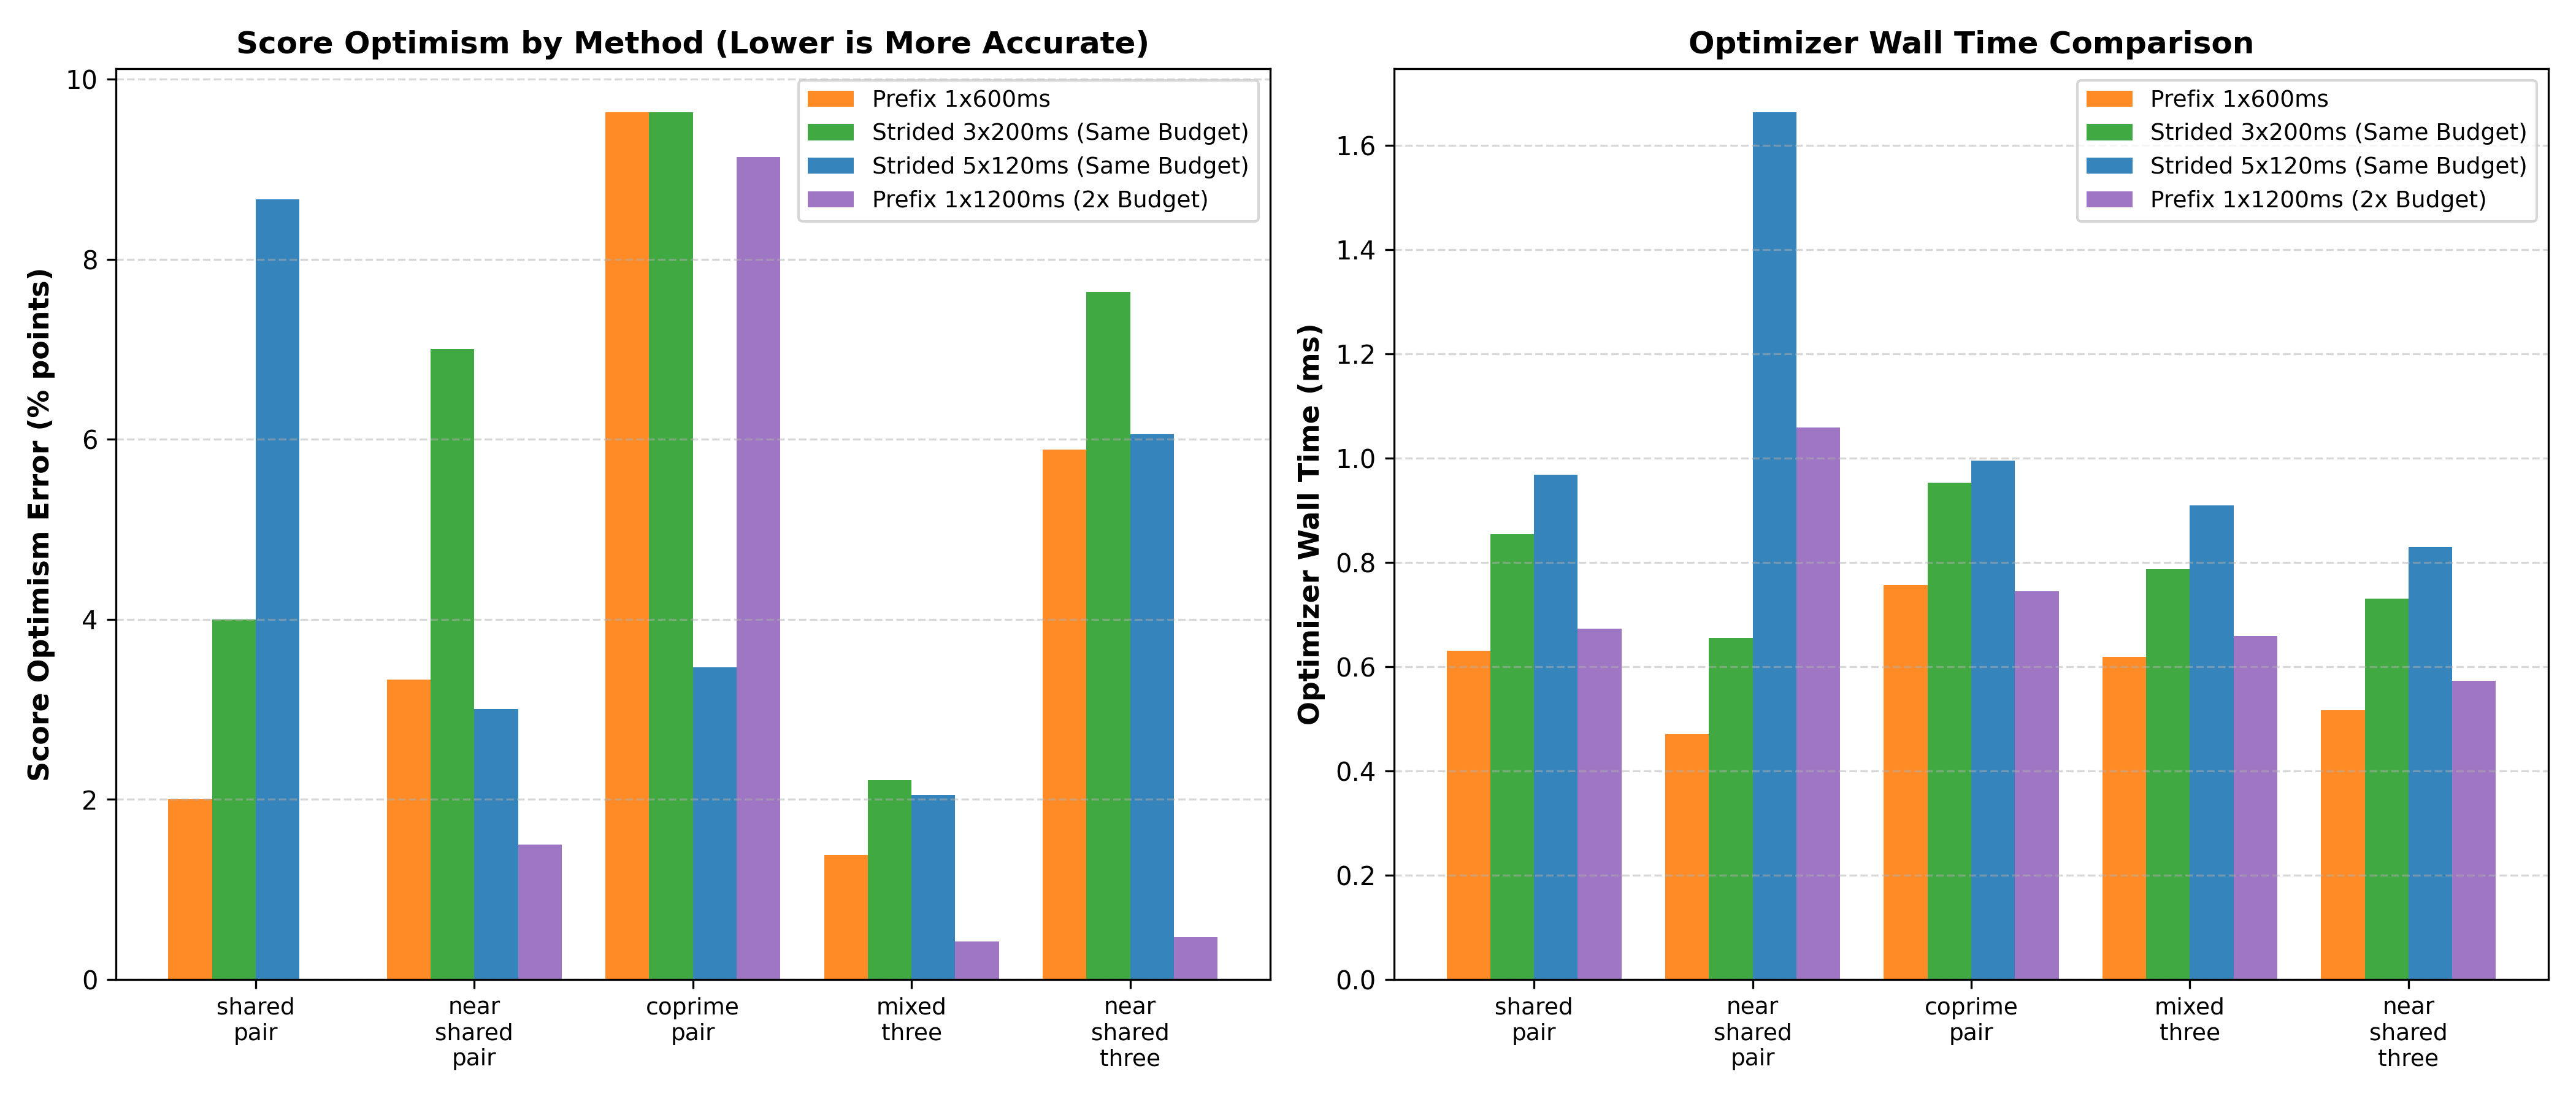 Score Optimism by Method (Lower is More Accurate)
Score Optimism Error (% points)
10
8
6
4
2
0
Prefix 1x600ms
Strided 3x200ms (Same Budget)
Strided 5x120ms (Same Budget)
Prefix 1x1200ms (2x Budget)
shared
pair
near
shared
pair
coprime
pair
mixed
three
near
shared
three
Optimizer Wall Time Comparison
Optimizer Wall Time (ms)
1.6
1.4
1.2
1.0
0.8
0.6
0.4
0.2
0.0
Prefix 1x600ms
Strided 3x200ms (Same Budget)
Strided 5x120ms (Same Budget)
Prefix 1x1200ms (2x Budget)
shared
pair
near
shared
pair
coprime
pair
mixed
three
near
shared
three